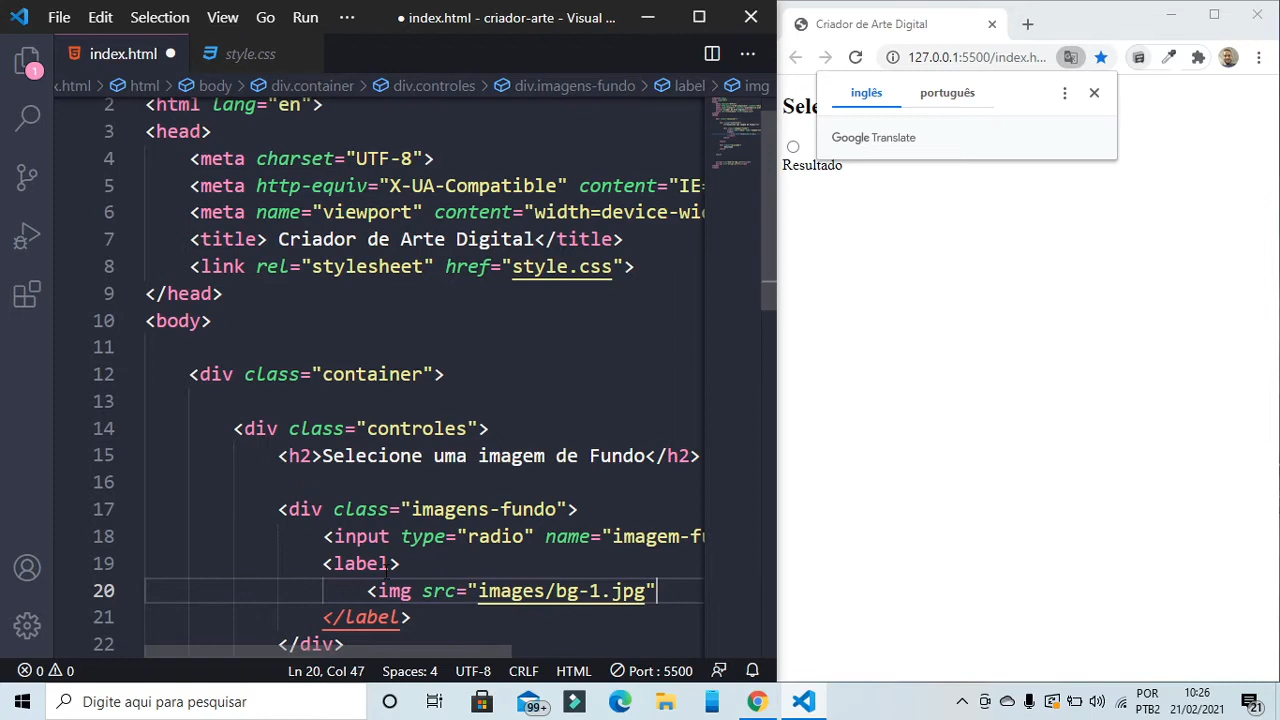 File Edit Selection View Go Run ··· ● index.html - criador-arte - Visual ...
index.html ● style.css
1
x.html > html > body > div.container > div.controles > div.imagens-fundo > label > img
2 <html lang="en">
3 <head>
4 <meta charset="UTF-8">
5 <meta http-equiv="X-UA-Compatible" content="IE=
6 <meta name="viewport" content="width=device-wid
7 <title> Criador de Arte Digital</title>
8 <link rel="stylesheet" href="style.css">
9 </head>
10 <body>
11
12 <div class="container">
13
14 <div class="controles">
15 <h2>Selecione uma imagem de Fundo</h2>
16
17 <div class="imagens-fundo">
18 <input type="radio" name="imagem-fu
19 <label>
20 <img src="images/bg-1.jpg"
21 </label>
22 </div>
0 0 Ln 20, Col 47 Spaces: 4 UTF-8 CRLF HTML Port : 5500
Criador de Arte Digital
127.0.0.1:5500/index.h...
inglês português
Google Translate
Sele
Resultado
Digite aqui para pesquisar
99+
POR
PTB2
10:26
21/02/2021
21